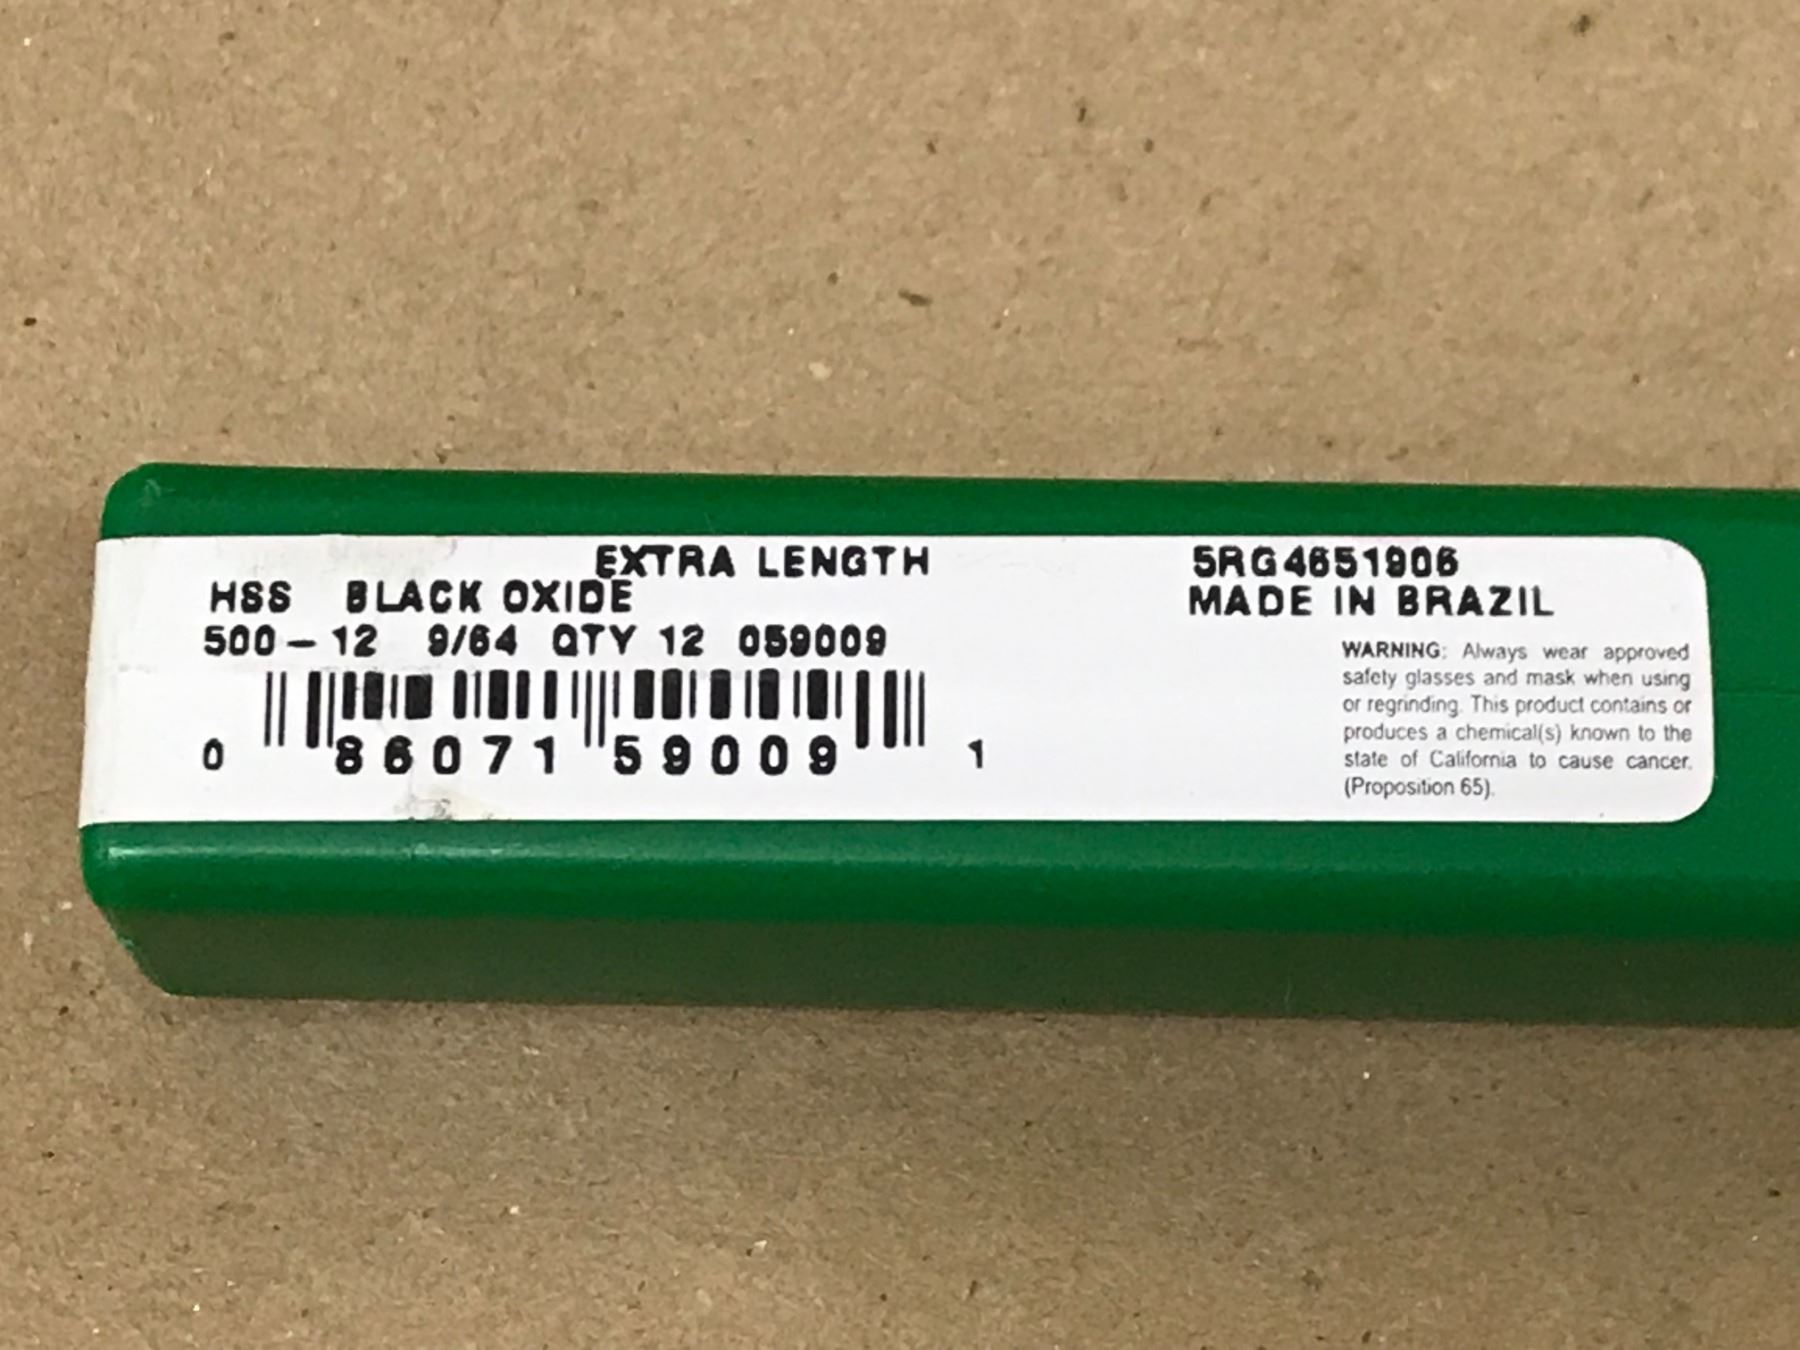 EXTRA LENGTH
HSS BLACK OXIDE
500-12 9/64 QTY 12 059009
0 86071 59009 1
5RG4651906
MADE IN BRAZIL
WARNING: Always wear approved
safety glasses and mask when using
or regrinding. This product contains or
produces a chemical(s) known to the
state of California to cause cancer.
(Proposition 65).